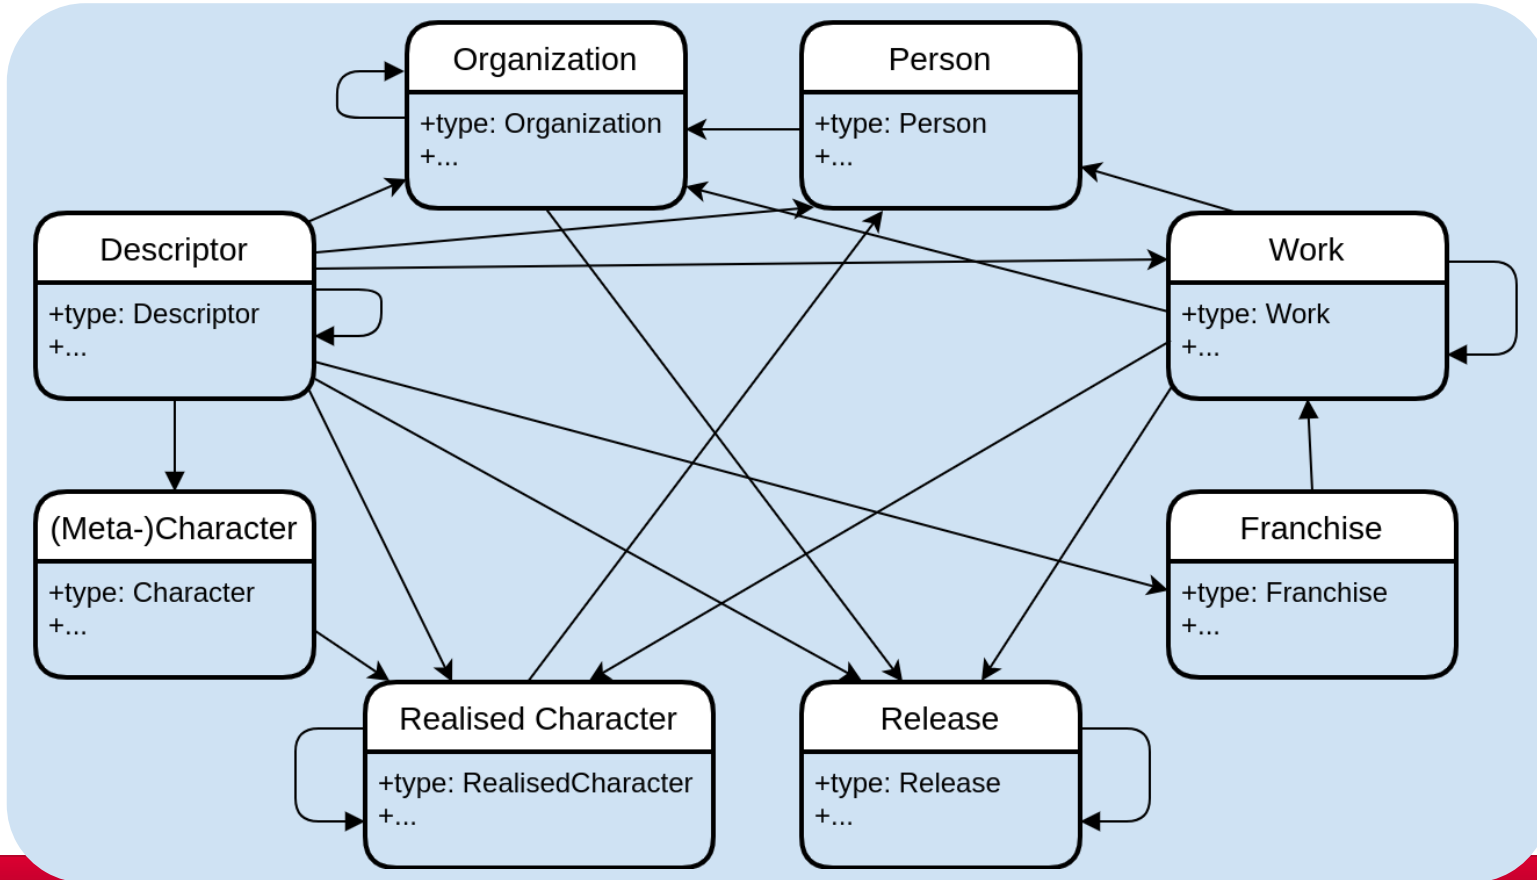 Organization
+type: Organization
+...
Person
+type: Person
+...
Descriptor
+type: Descriptor
+...
Work
+type: Work
+...
(Meta-)Character
+type: Character
+...
Franchise
+type: Franchise
+...
Realised Character
+type: RealisedCharacter
+...
Release
+type: Release
+...